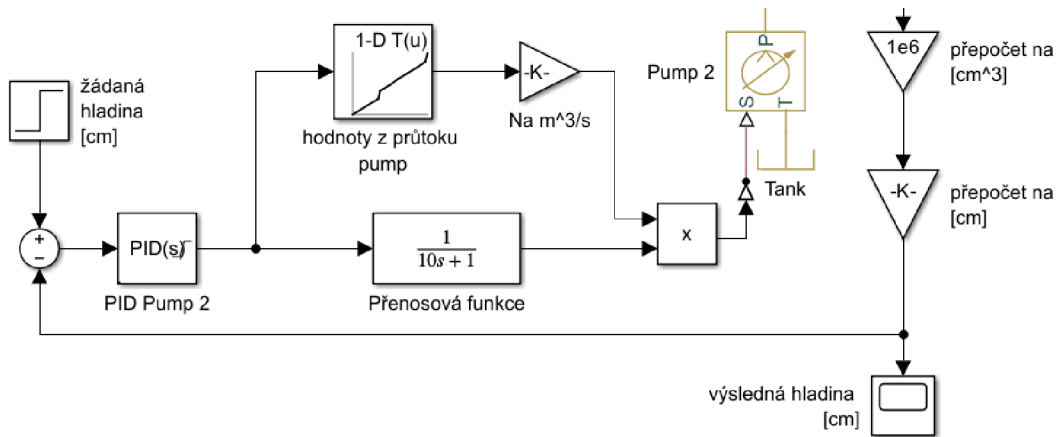 žádaná
hladina
[cm]
1-D T(u)
hodnoty z průtoku
pump
-K-
Na m^3/s
Pump 2
P
S
T
Tank
1e6
přepočet na
[cm^3]
-K-
přepočet na
[cm]
+
−
PID(s)
PID Pump 2
1
10s + 1
Přenosová funkce
x
výsledná hladina
[cm]